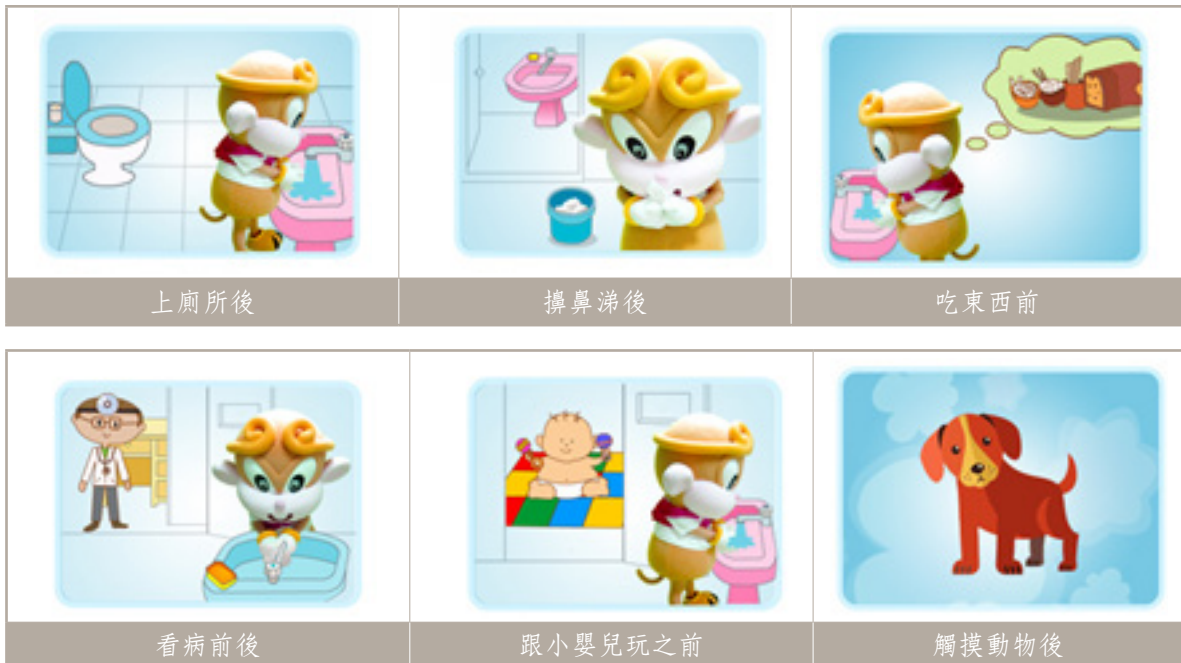 上廁所後
擤鼻涕後
吃東西前
看病前後
跟小嬰兒玩之前
觸摸動物後